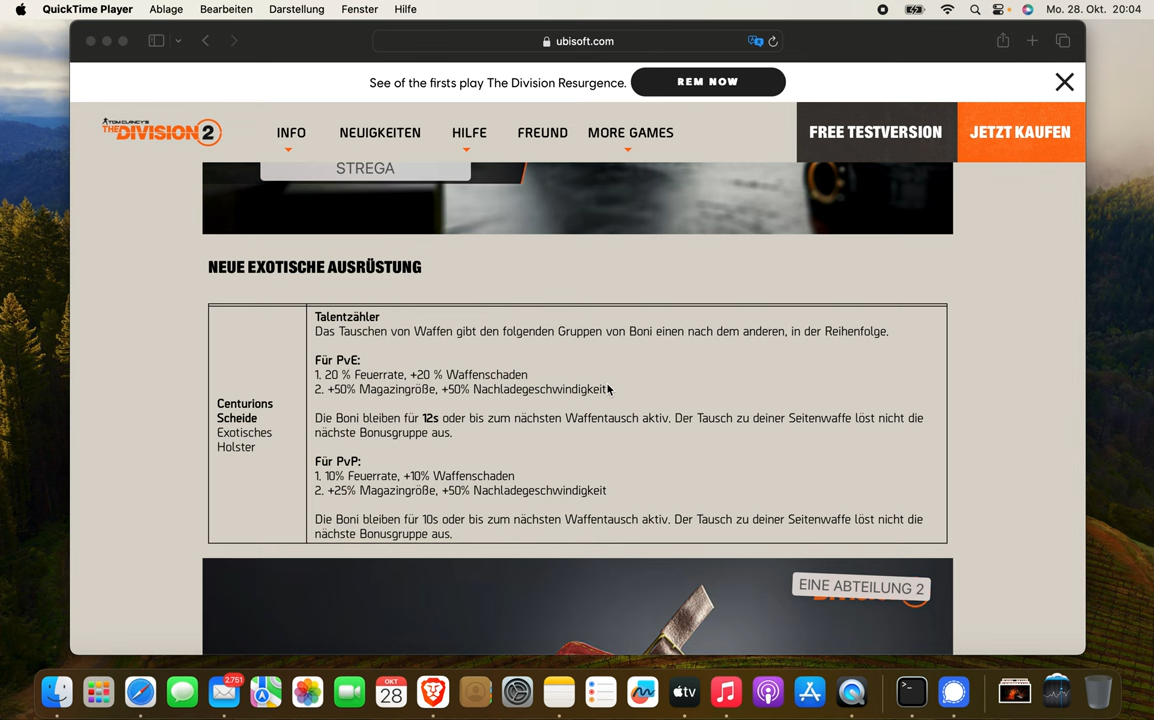 QuickTime Player Ablage Bearbeiten Darstellung Fenster Hilfe Mo. 28. Okt. 20:04
ubisoft.com
See of the firsts play The Division Resurgence. REM NOW
TOM CLANCY'S
THE DIVISION 2
INFO NEUIGKEITEN HILFE FREUND MORE GAMES FREE TESTVERSION JETZT KAUFEN
STREGA
NEUE EXOTISCHE AUSRÜSTUNG
Centurions
Scheide
Exotisches
Holster
Talentzähler
Das Tauschen von Waffen gibt den folgenden Gruppen von Boni einen nach dem anderen, in der Reihenfolge.
Für PvE:
1. 20 % Feuerrate, +20 % Waffenschaden
2. +50% Magazingröße, +50% Nachladegeschwindigkeit
Die Boni bleiben für 12s oder bis zum nächsten Waffentausch aktiv. Der Tausch zu deiner Seitenwaffe löst nicht die
nächste Bonusgruppe aus.
Für PvP:
1. 10% Feuerrate, +10% Waffenschaden
2. +25% Magazingröße, +50% Nachladegeschwindigkeit
Die Boni bleiben für 10s oder bis zum nächsten Waffentausch aktiv. Der Tausch zu deiner Seitenwaffe löst nicht die
nächste Bonusgruppe aus.
EINE ABTEILUNG 2
2.751
OKT
28
tv